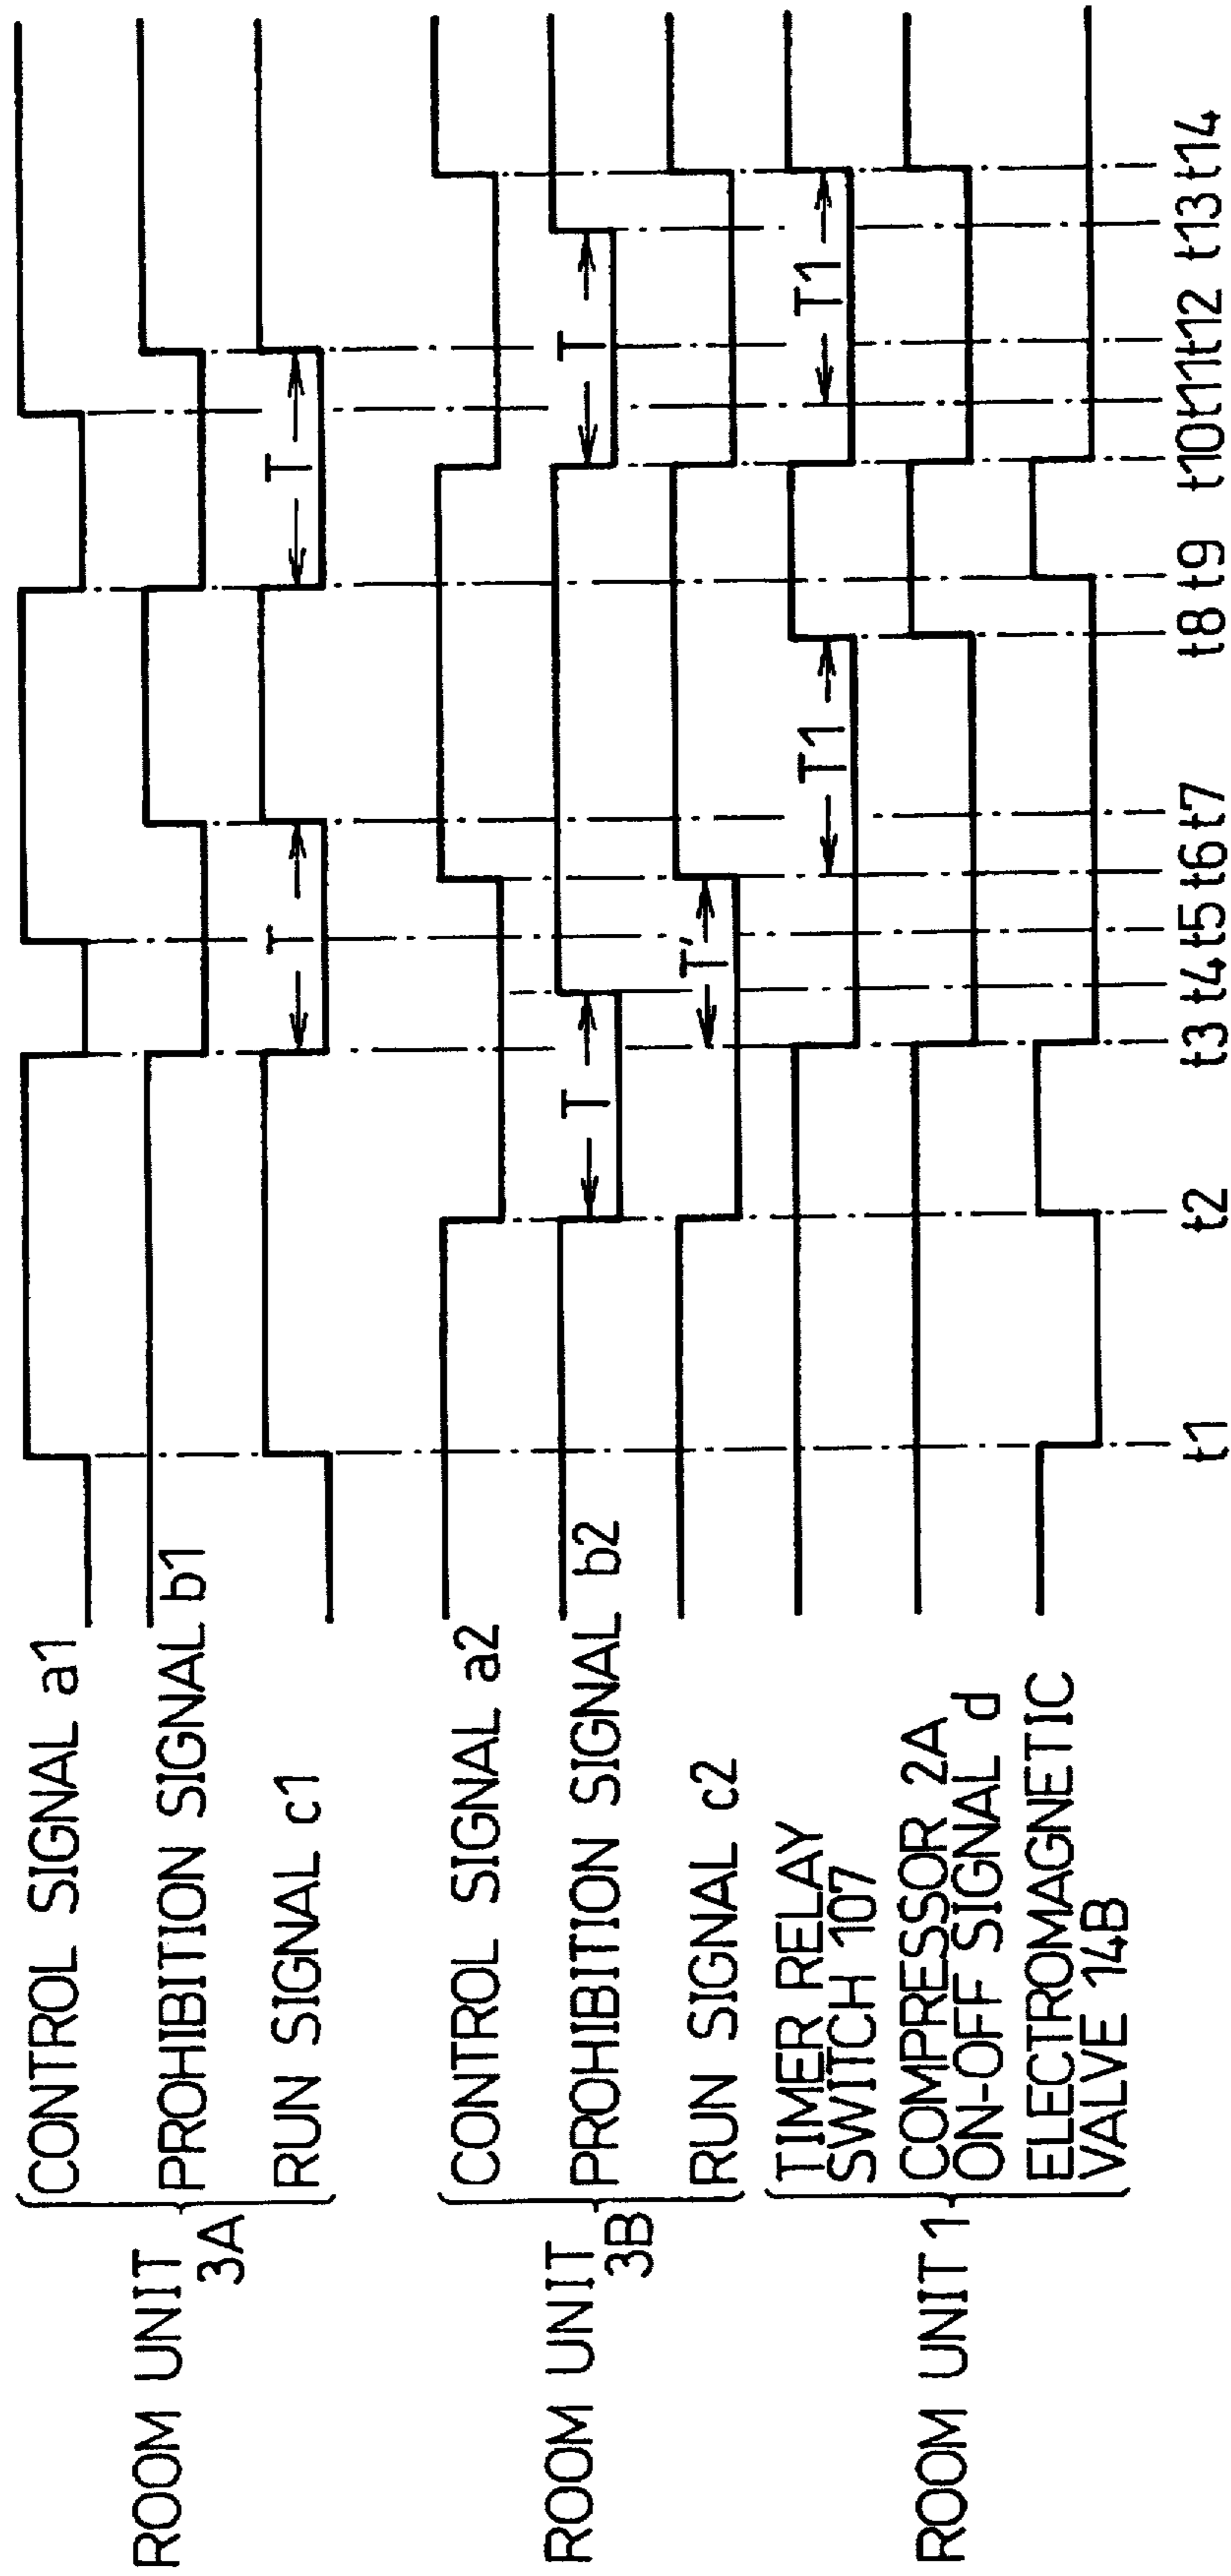 ROOM UNIT
3A
CONTROL SIGNAL a1
PROHIBITION SIGNAL b1
RUN SIGNAL c1
T
T
ROOM UNIT
3B
CONTROL SIGNAL a2
PROHIBITION SIGNAL b2
T
T
RUN SIGNAL c2
T'
ROOM UNIT 1
TIMER RELAY
SWITCH 107
T1
T1
COMPRESSOR 2A
ON-OFF SIGNAL d
ELECTROMAGNETIC
VALVE 14B
t1 t2 t3 t4 t5 t6 t7 t8 t9 t10 t11 t12 t13 t14